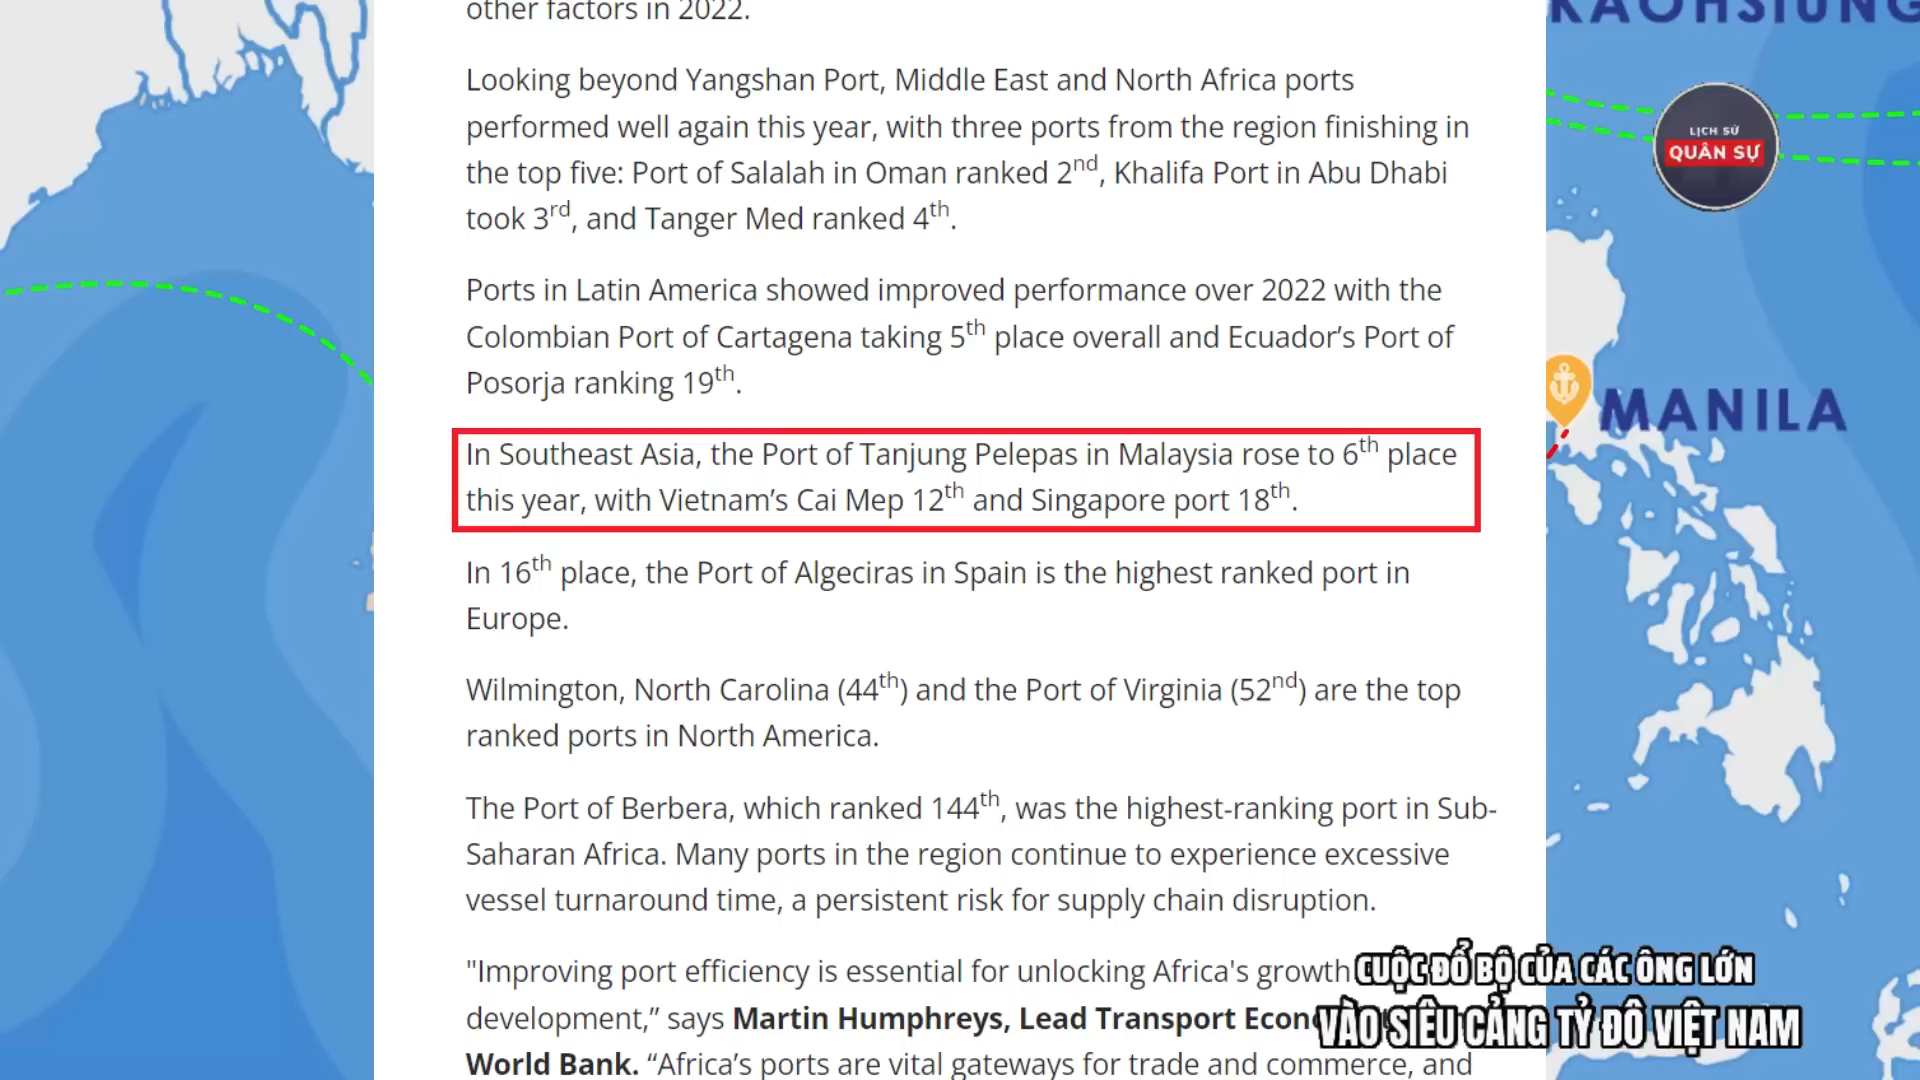 other factors in 2022.
Looking beyond Yangshan Port, Middle East and North Africa ports
performed well again this year, with three ports from the region finishing in
the top five: Port of Salalah in Oman ranked 2nd, Khalifa Port in Abu Dhabi
took 3rd, and Tanger Med ranked 4th.
Ports in Latin America showed improved performance over 2022 with the
Colombian Port of Cartagena taking 5th place overall and Ecuador’s Port of
Posorja ranking 19th.
In Southeast Asia, the Port of Tanjung Pelepas in Malaysia rose to 6th place
this year, with Vietnam’s Cai Mep 12th and Singapore port 18th.
In 16th place, the Port of Algeciras in Spain is the highest ranked port in
Europe.
Wilmington, North Carolina (44th) and the Port of Virginia (52nd) are the top
ranked ports in North America.
The Port of Berbera, which ranked 144th, was the highest-ranking port in Sub-
Saharan Africa. Many ports in the region continue to experience excessive
vessel turnaround time, a persistent risk for supply chain disruption.
"Improving port efficiency is essential for unlocking Africa's growth
development,” says Martin Humphreys, Lead Transport
World Bank. “Africa’s ports are vital gateways for trade and commerce, and
KAOHSIUNG
LỊCH SỬ
QUÂN SỰ
MANILA
CUỘC ĐỔ BỘ CỦA CÁC ÔNG LỚN
VÀO SIÊU CẢNG TỶ ĐÔ VIỆT NAM